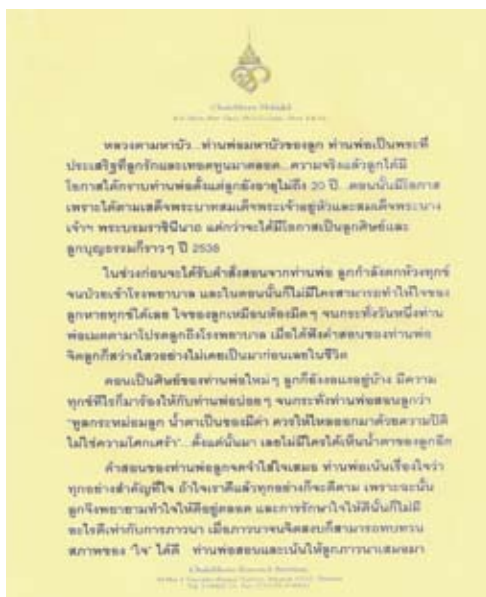 Chulabhorn Mahidol
หลวงตามหาบัว...ท่านพ่อมหาบัวของลูก ท่านพ่อเป็นพระที่
ประเสริฐที่ลูกรักและเทอดทูนมาตลอด...ความจริงแล้วลูกได้มี
โอกาสได้กราบท่านพ่อตั้งแต่ลูกยังอายุไม่ถึง 20 ปี...ตอนนั้นมีโอกาส
เพราะได้ตามเสด็จพระบาทสมเด็จพระเจ้าอยู่หัวและสมเด็จพระนาง
เจ้าฯ พระบรมราชินีนาถ แต่กว่าจะได้มีโอกาสเป็นลูกศิษย์และ
ลูกบุญธรรมก็ราวๆ ปี 2538
ในช่วงก่อนจะได้รับคำสั่งสอนจากท่านพ่อ ลูกกำลังตกห้วงทุกข์
จนป่วยเข้าโรงพยาบาล และในตอนนั้นก็ไม่มีใครสามารถทำให้ใจของ
ลูกหายทุกข์ได้เลย ใจของลูกเหมือนห้องมืดๆ จนกระทั่งวันหนึ่งท่าน
พ่อเมตตามาโปรดลูกถึงโรงพยาบาล เมื่อได้ฟังคำสอนของท่านพ่อ
จิตลูกก็สว่างไสวอย่างไม่เคยเป็นมาก่อนเลยในชีวิต
ตอนเป็นศิษย์ของท่านพ่อใหม่ๆ ลูกก็ยังงอแงอยู่บ้าง มีความ
ทุกข์ทีไรก็มาร้องไห้กับท่านพ่อบ่อยๆ จนกระทั่งท่านพ่อสอนลูกว่า
"ทูลกระหม่อมลูก น้ำตาเป็นของมีค่า ควรให้ไหลออกมาด้วยความปิติ
ไม่ใช่ความโศกเศร้า"...ตั้งแต่นั้นมา เลยไม่มีใครได้เห็นน้ำตาของลูกอีก
คำสอนของท่านพ่อลูกจดจำใส่ใจเสมอ ท่านพ่อเน้นเรื่องใจว่า
ทุกอย่างสำคัญที่ใจ ถ้าใจเราดีแล้วทุกอย่างก็จะดีตาม เพราะฉะนั้น
ลูกจึงพยายามทำใจให้ดีอยู่ตลอด และการรักษาใจให้ดีนั้นก็ไม่มี
อะไรดีเท่ากับการภาวนา เมื่อภาวนาจนจิตสงบก็สามารถทบทวน
สภาพของ "ใจ" ได้ดี ท่านพ่อสอนและเน้นให้ลูกภาวนาเสมอมา
Chulabhorn Research Institute